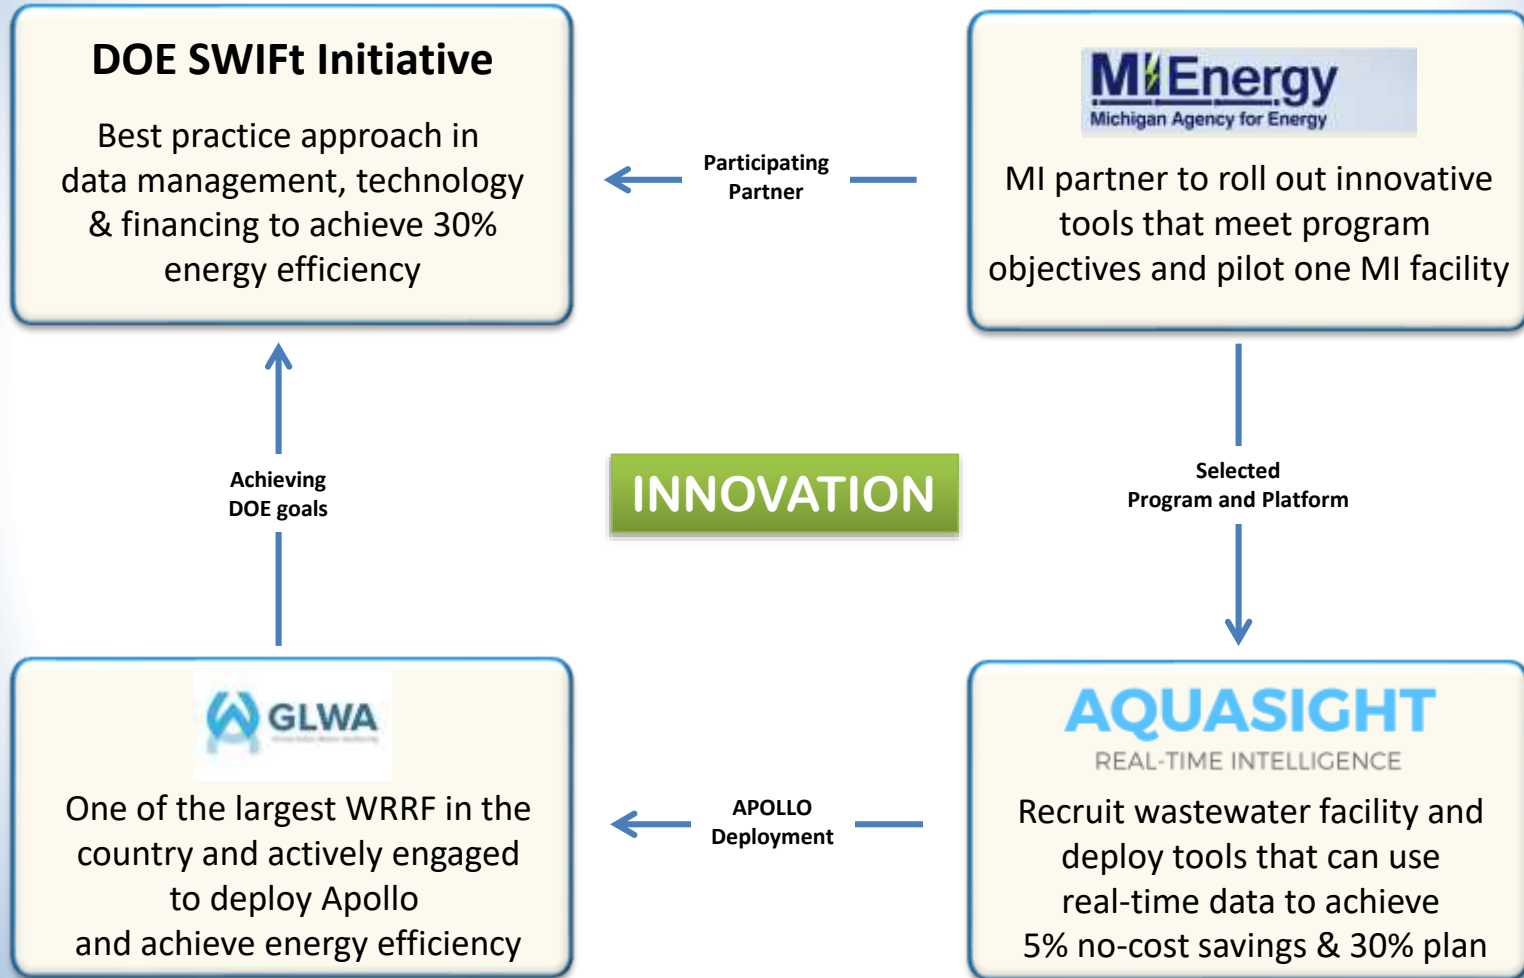 DOE SWIFt Initiative
Best practice approach in
data management, technology
& financing to achieve 30%
energy efficiency
Participating
Partner
MI Energy
Michigan Agency for Energy
MI partner to roll out innovative
tools that meet program
objectives and pilot one MI facility
Achieving
DOE goals
INNOVATION
Selected
Program and Platform
GLWA
One of the largest WRRF in the
country and actively engaged
to deploy Apollo
and achieve energy efficiency
APOLLO
Deployment
AQUASIGHT
REAL-TIME INTELLIGENCE
Recruit wastewater facility and
deploy tools that can use
real-time data to achieve
5% no-cost savings & 30% plan